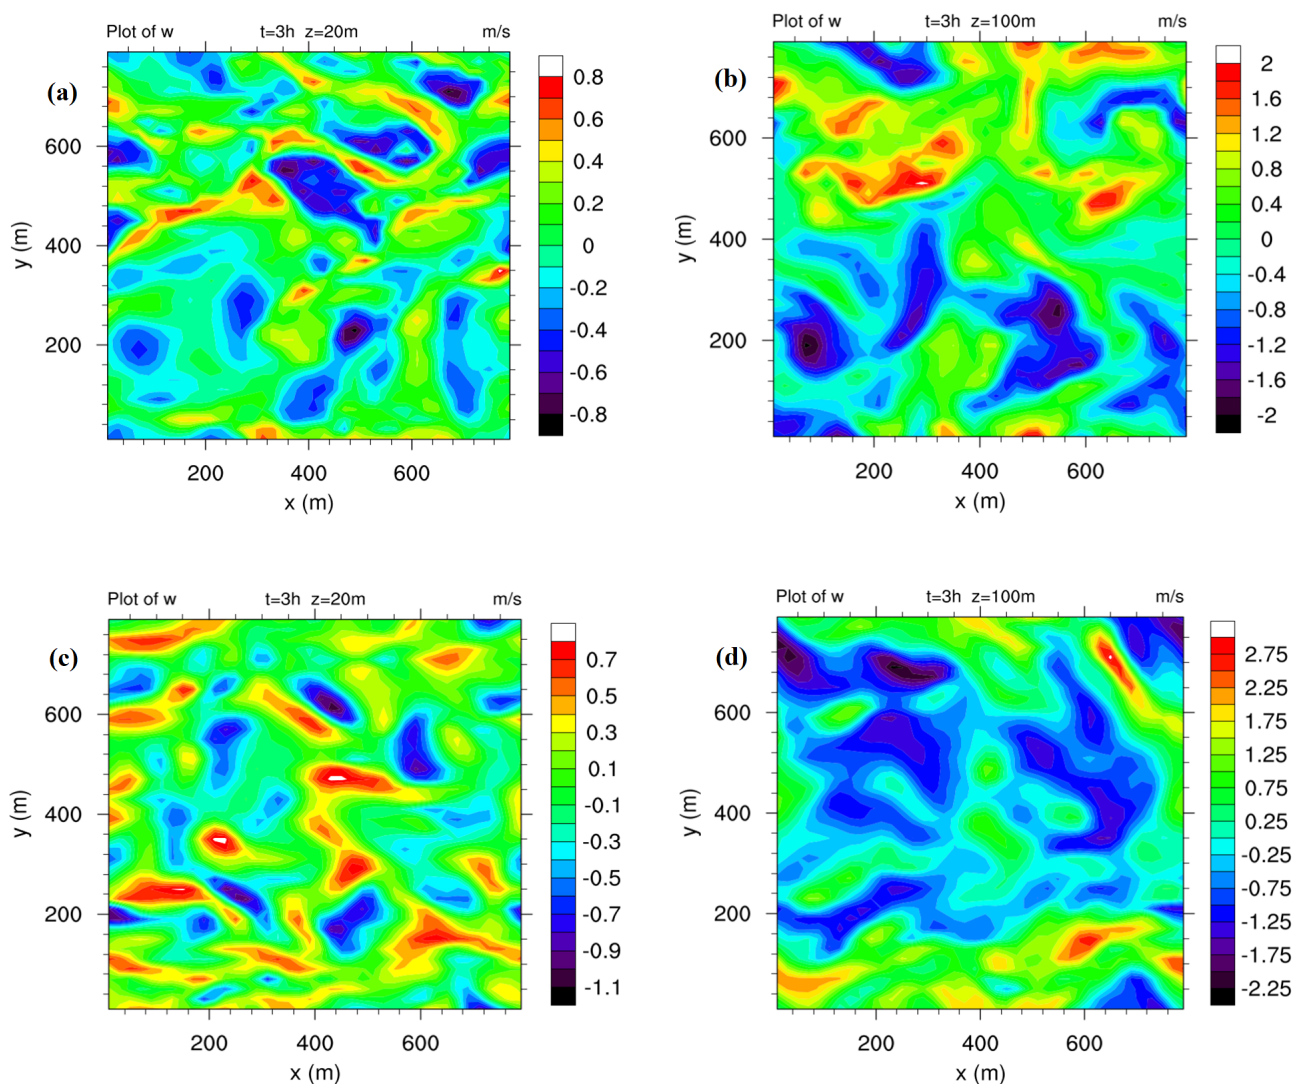 Plot of w t=3h z=20m m/s
(a)
0.8
0.6
0.4
0.2
0
-0.2
-0.4
-0.6
-0.8
600
400
200
y (m)
200 400 600
x (m)
Plot of w t=3h z=100m m/s
(b)
2
1.6
1.2
0.8
0.4
0
-0.4
-0.8
-1.2
-1.6
-2
600
400
200
y (m)
200 400 600
x (m)
Plot of w t=3h z=20m m/s
(c)
0.7
0.5
0.3
0.1
-0.1
-0.3
-0.5
-0.7
-0.9
-1.1
600
400
200
y (m)
200 400 600
x (m)
Plot of w t=3h z=100m m/s
(d)
2.75
2.25
1.75
1.25
0.75
0.25
-0.25
-0.75
-1.25
-1.75
-2.25
600
400
200
y (m)
200 400 600
x (m)